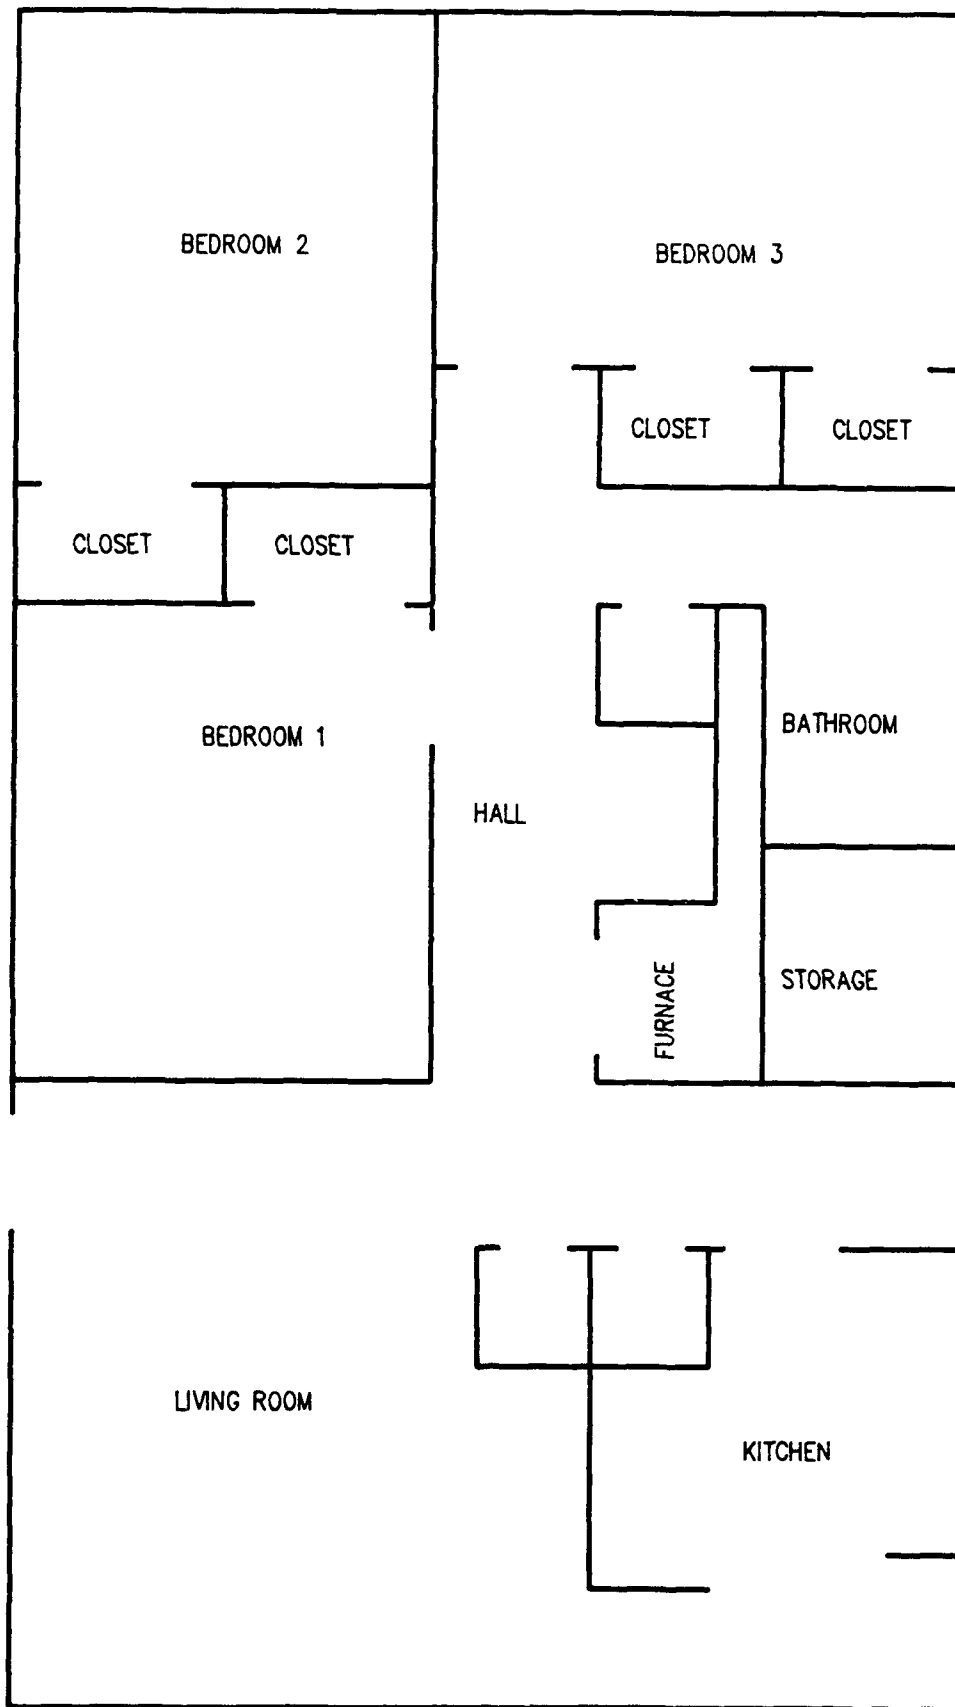 BEDROOM 2
BEDROOM 3
CLOSET
CLOSET
CLOSET
CLOSET
BEDROOM 1
BATHROOM
HALL
FURNACE
STORAGE
LIVING ROOM
KITCHEN